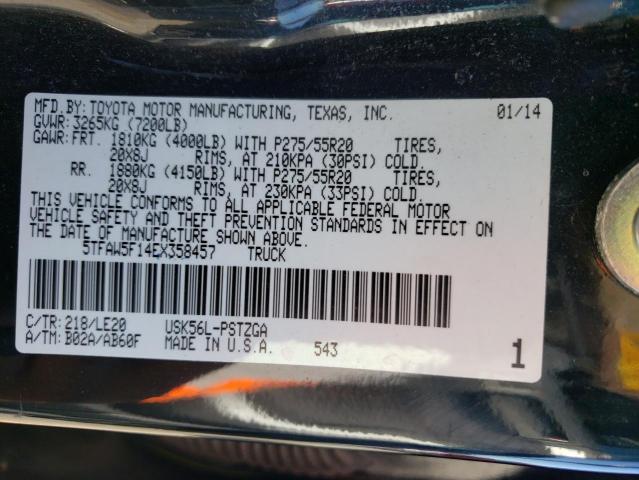 MFD.BY:TOYOTA MOTOR MANUFACTURING, TEXAS, INC. 01/14
GVWR:3265KG (7200LB)
GAWR:FRT. 1810KG (4000LB) WITH P275/55R20 TIRES,
20X8J RIMS, AT 210KPA (30PSI) COLD.
RR. 1880KG (4150LB) WITH P275/55R20 TIRES,
20X8J RIMS, AT 230KPA (33PSI) COLD.
THIS VEHICLE CONFORMS TO ALL APPLICABLE FEDERAL MOTOR
VEHICLE SAFETY AND THEFT PREVENTION STANDARDS IN EFFECT ON
THE DATE OF MANUFACTURE SHOWN ABOVE.
5TFAW5F14EX358457 TRUCK
C/TR:218/LE20 USK56L-PSTZGA
A/TM:B02A/AB60F MADE IN U.S.A. 543 1